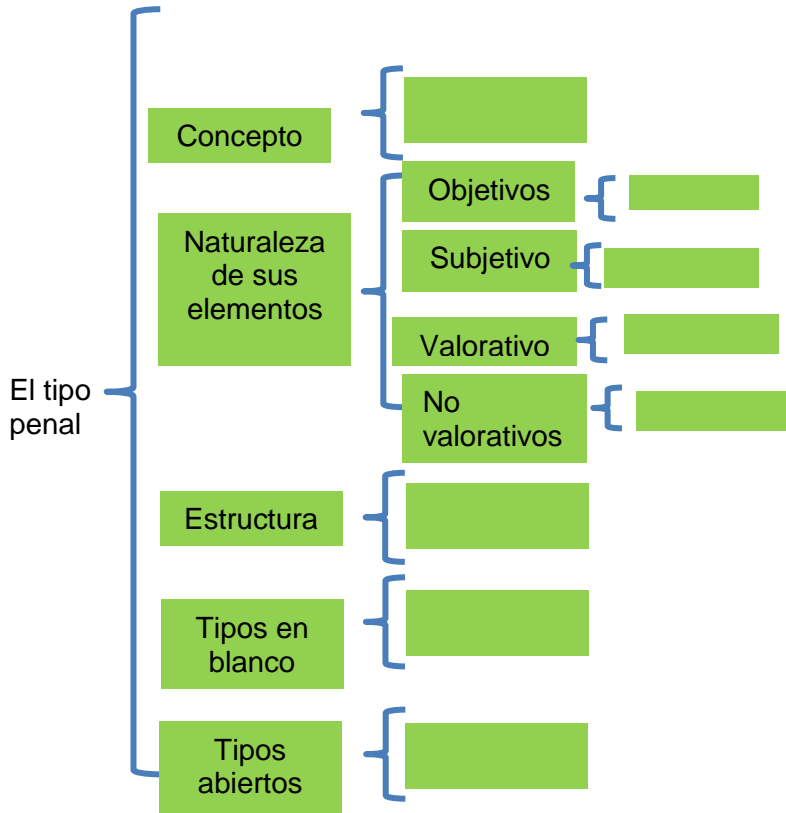 El tipo
penal
Concepto
Naturaleza
de sus
elementos
Objetivos
Subjetivo
Valorativo
No
valorativos
Estructura
Tipos en
blanco
Tipos
abiertos